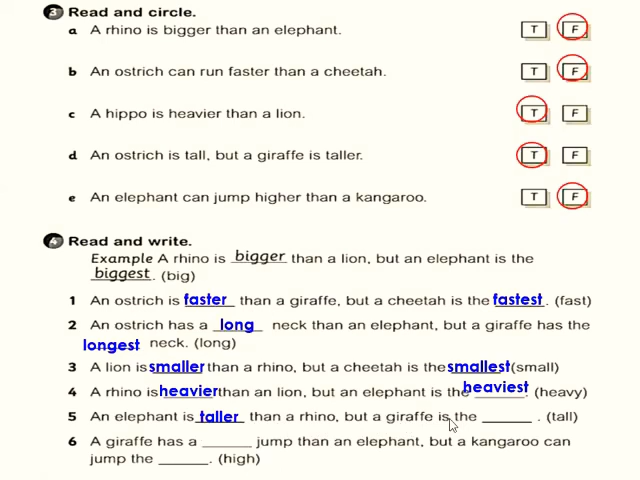 3 Read and circle.
a A rhino is bigger than an elephant. T F
b An ostrich can run faster than a cheetah. T F
c A hippo is heavier than a lion. T F
d An ostrich is tall, but a giraffe is taller. T F
e An elephant can jump higher than a kangaroo. T F
4 Read and write.
Example A rhino is bigger than a lion, but an elephant is the
biggest. (big)
1 An ostrich is faster than a giraffe, but a cheetah is the fastest. (fast)
2 An ostrich has a long neck than an elephant, but a giraffe has the
longest neck. (long)
3 A lion is smaller than a rhino, but a cheetah is the smallest (small)
4 A rhino is heavier than an lion, but an elephant is the heaviest. (heavy)
5 An elephant is taller than a rhino, but a giraffe is the ______ . (tall)
6 A giraffe has a ______ jump than an elephant, but a kangaroo can
jump the ______. (high)